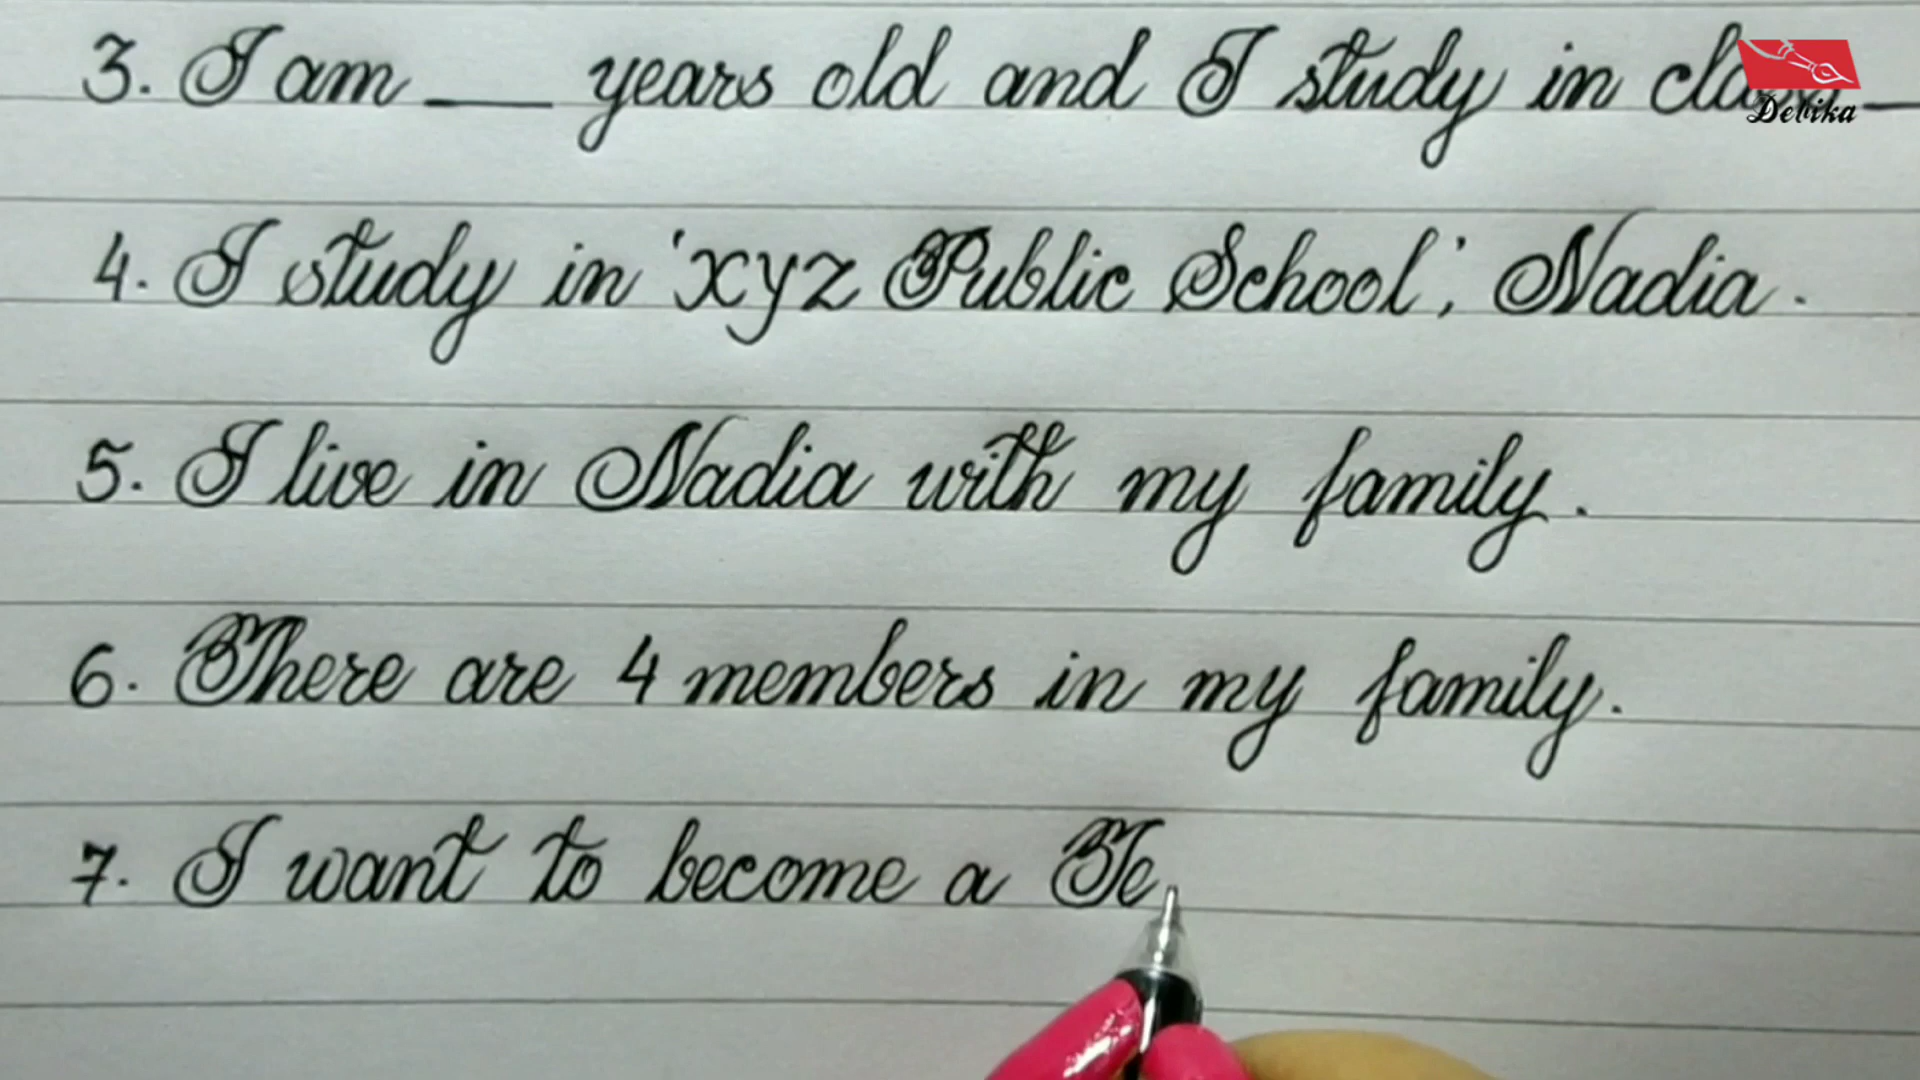 3. I am ___ years old and I study in class ___
4. I study in 'xyz Public School', Nadia.
5. I live in Nadia with my family.
6. There are 4 members in my family.
7. I want to become a Te
Debika